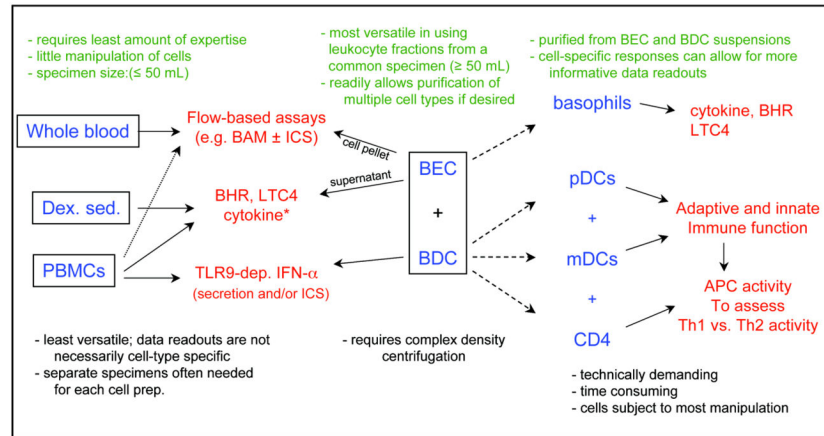 - requires least amount of expertise
- little manipulation of cells
- specimen size:(≤ 50 mL)
- most versatile in using
leukocyte fractions from a
common specimen (≥ 50 mL)
- readily allows purification of
multiple cell types if desired
- purified from BEC and BDC suspensions
- cell-specific responses can allow for more
informative data readouts
Whole blood
Flow-based assays
(e.g. BAM ± ICS)
cell pellet
BEC
basophils
cytokine, BHR
LTC4
Dex. sed.
BHR, LTC4
cytokine*
supernatant
+
pDCs
+
Adaptive and innate
Immune function
PBMCs
TLR9-dep. IFN-α
(secretion and/or ICS)
BDC
mDCs
+
APC activity
To assess
Th1 vs. Th2 activity
CD4
- least versatile; data readouts are not
necessarily cell-type specific
- separate specimens often needed
for each cell prep.
- requires complex density
centrifugation
- technically demanding
- time consuming
- cells subject to most manipulation